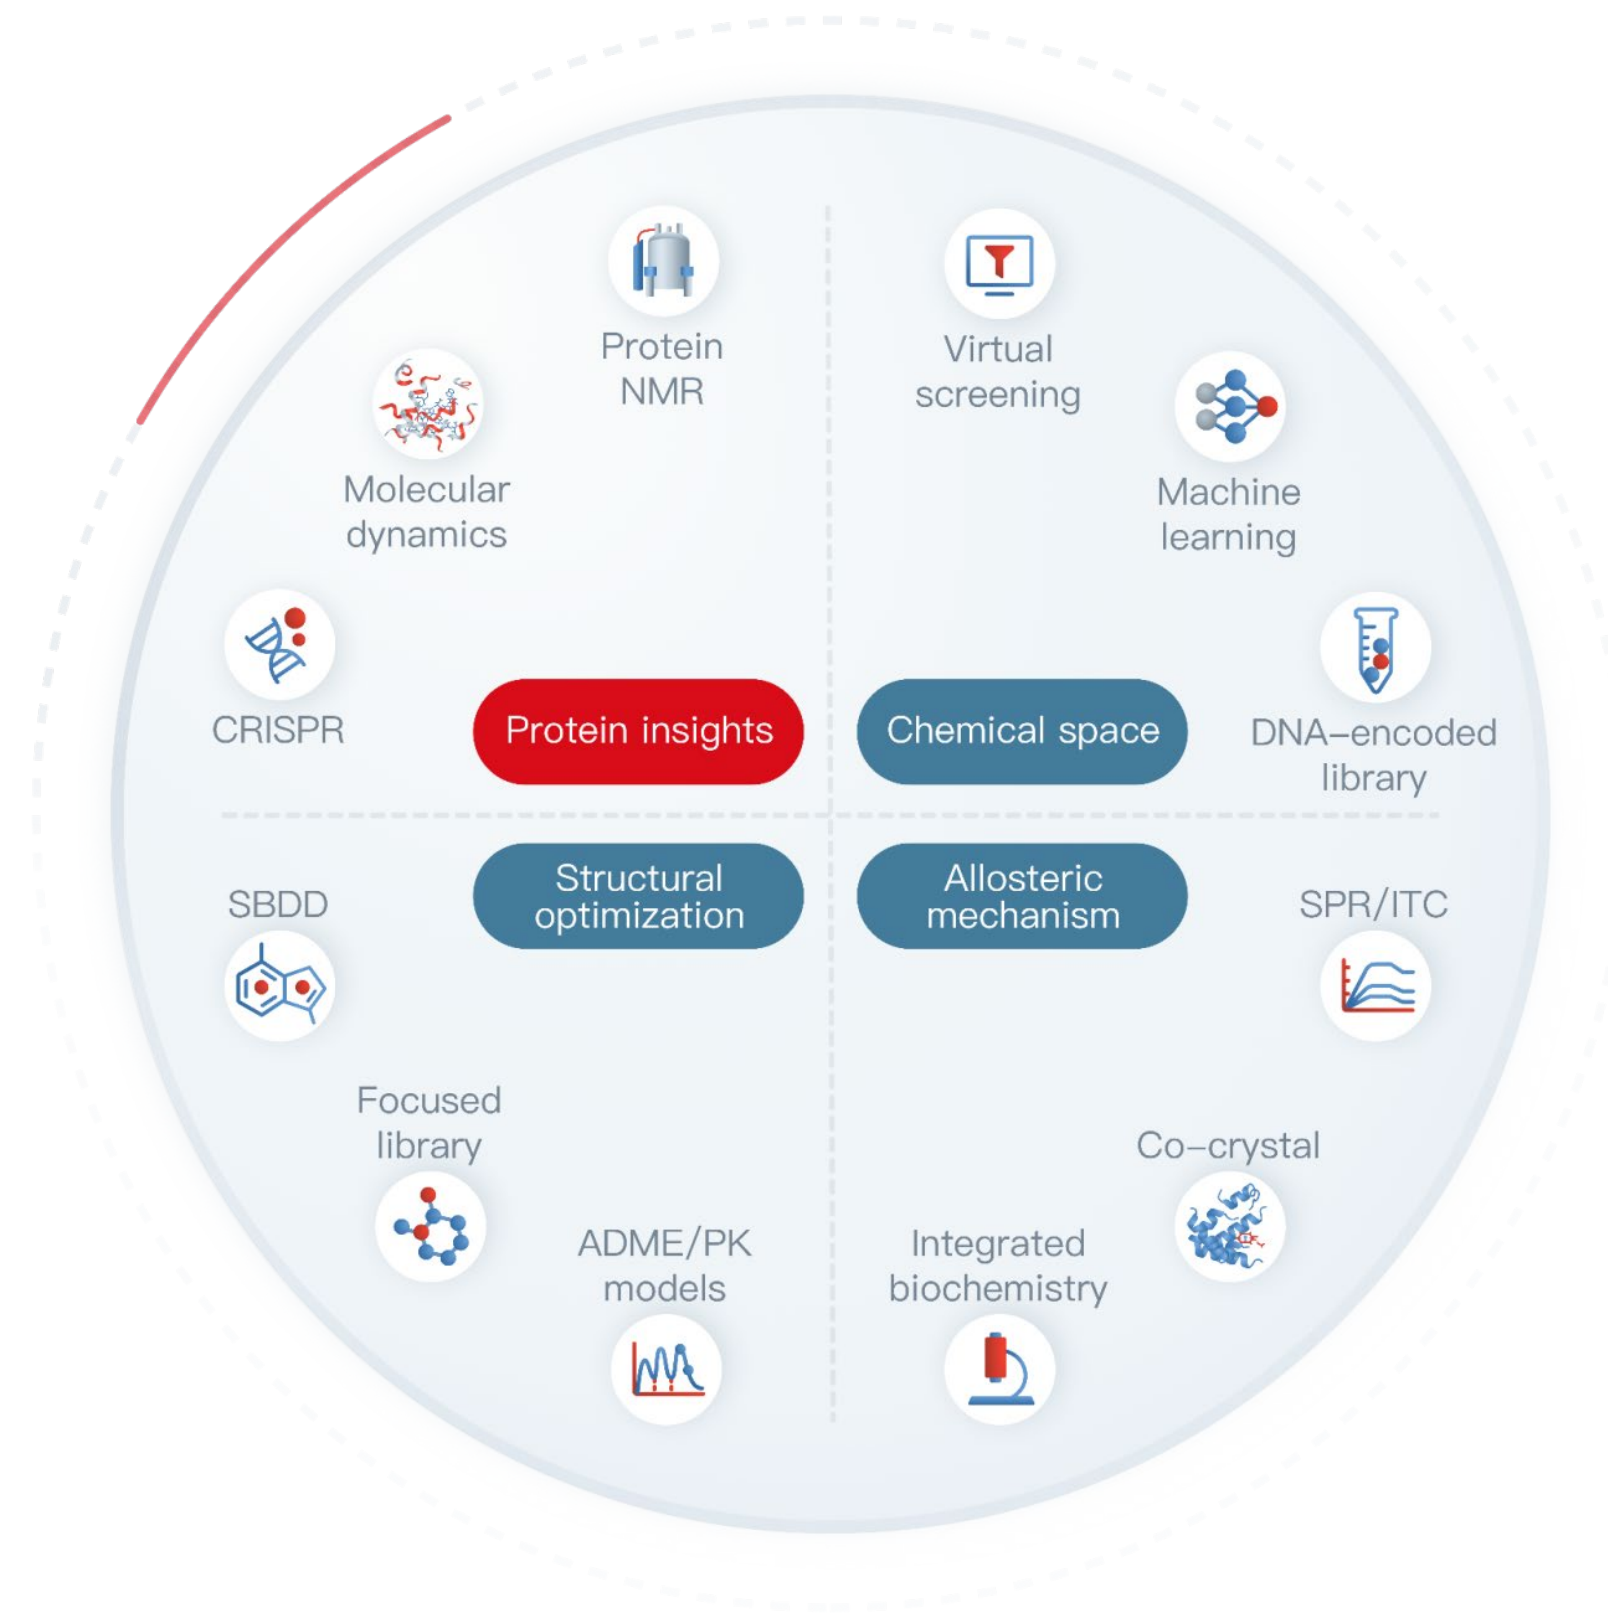 Protein
NMR
Molecular
dynamics
CRISPR
Protein insights
Virtual
screening
Machine
learning
DNA–encoded
library
Chemical space
Structural
optimization
SBDD
Focused
library
ADME/PK
models
Allosteric
mechanism
SPR/ITC
Co–crystal
Integrated
biochemistry